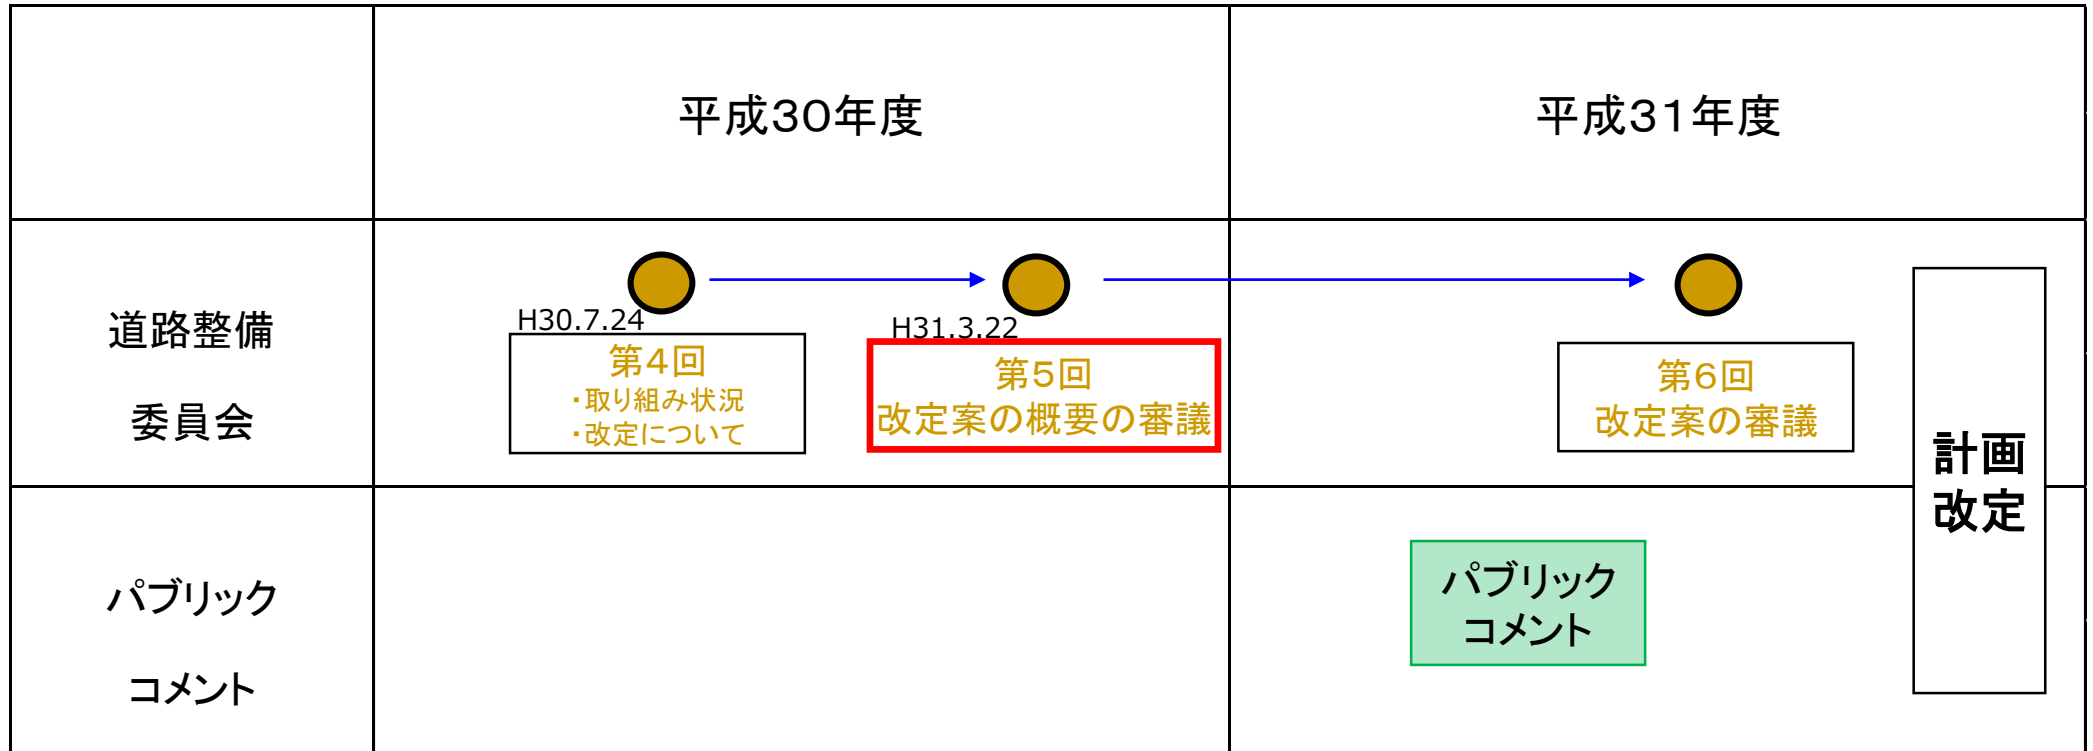 平成30年度
平成31年度
道路整備
委員会
H30.7.24
第4回
・取り組み状況
・改定について
H31.3.22
第5回
改定案の概要の審議
第6回
改定案の審議
計画
改定
パブリック
コメント
パブリック
コメント